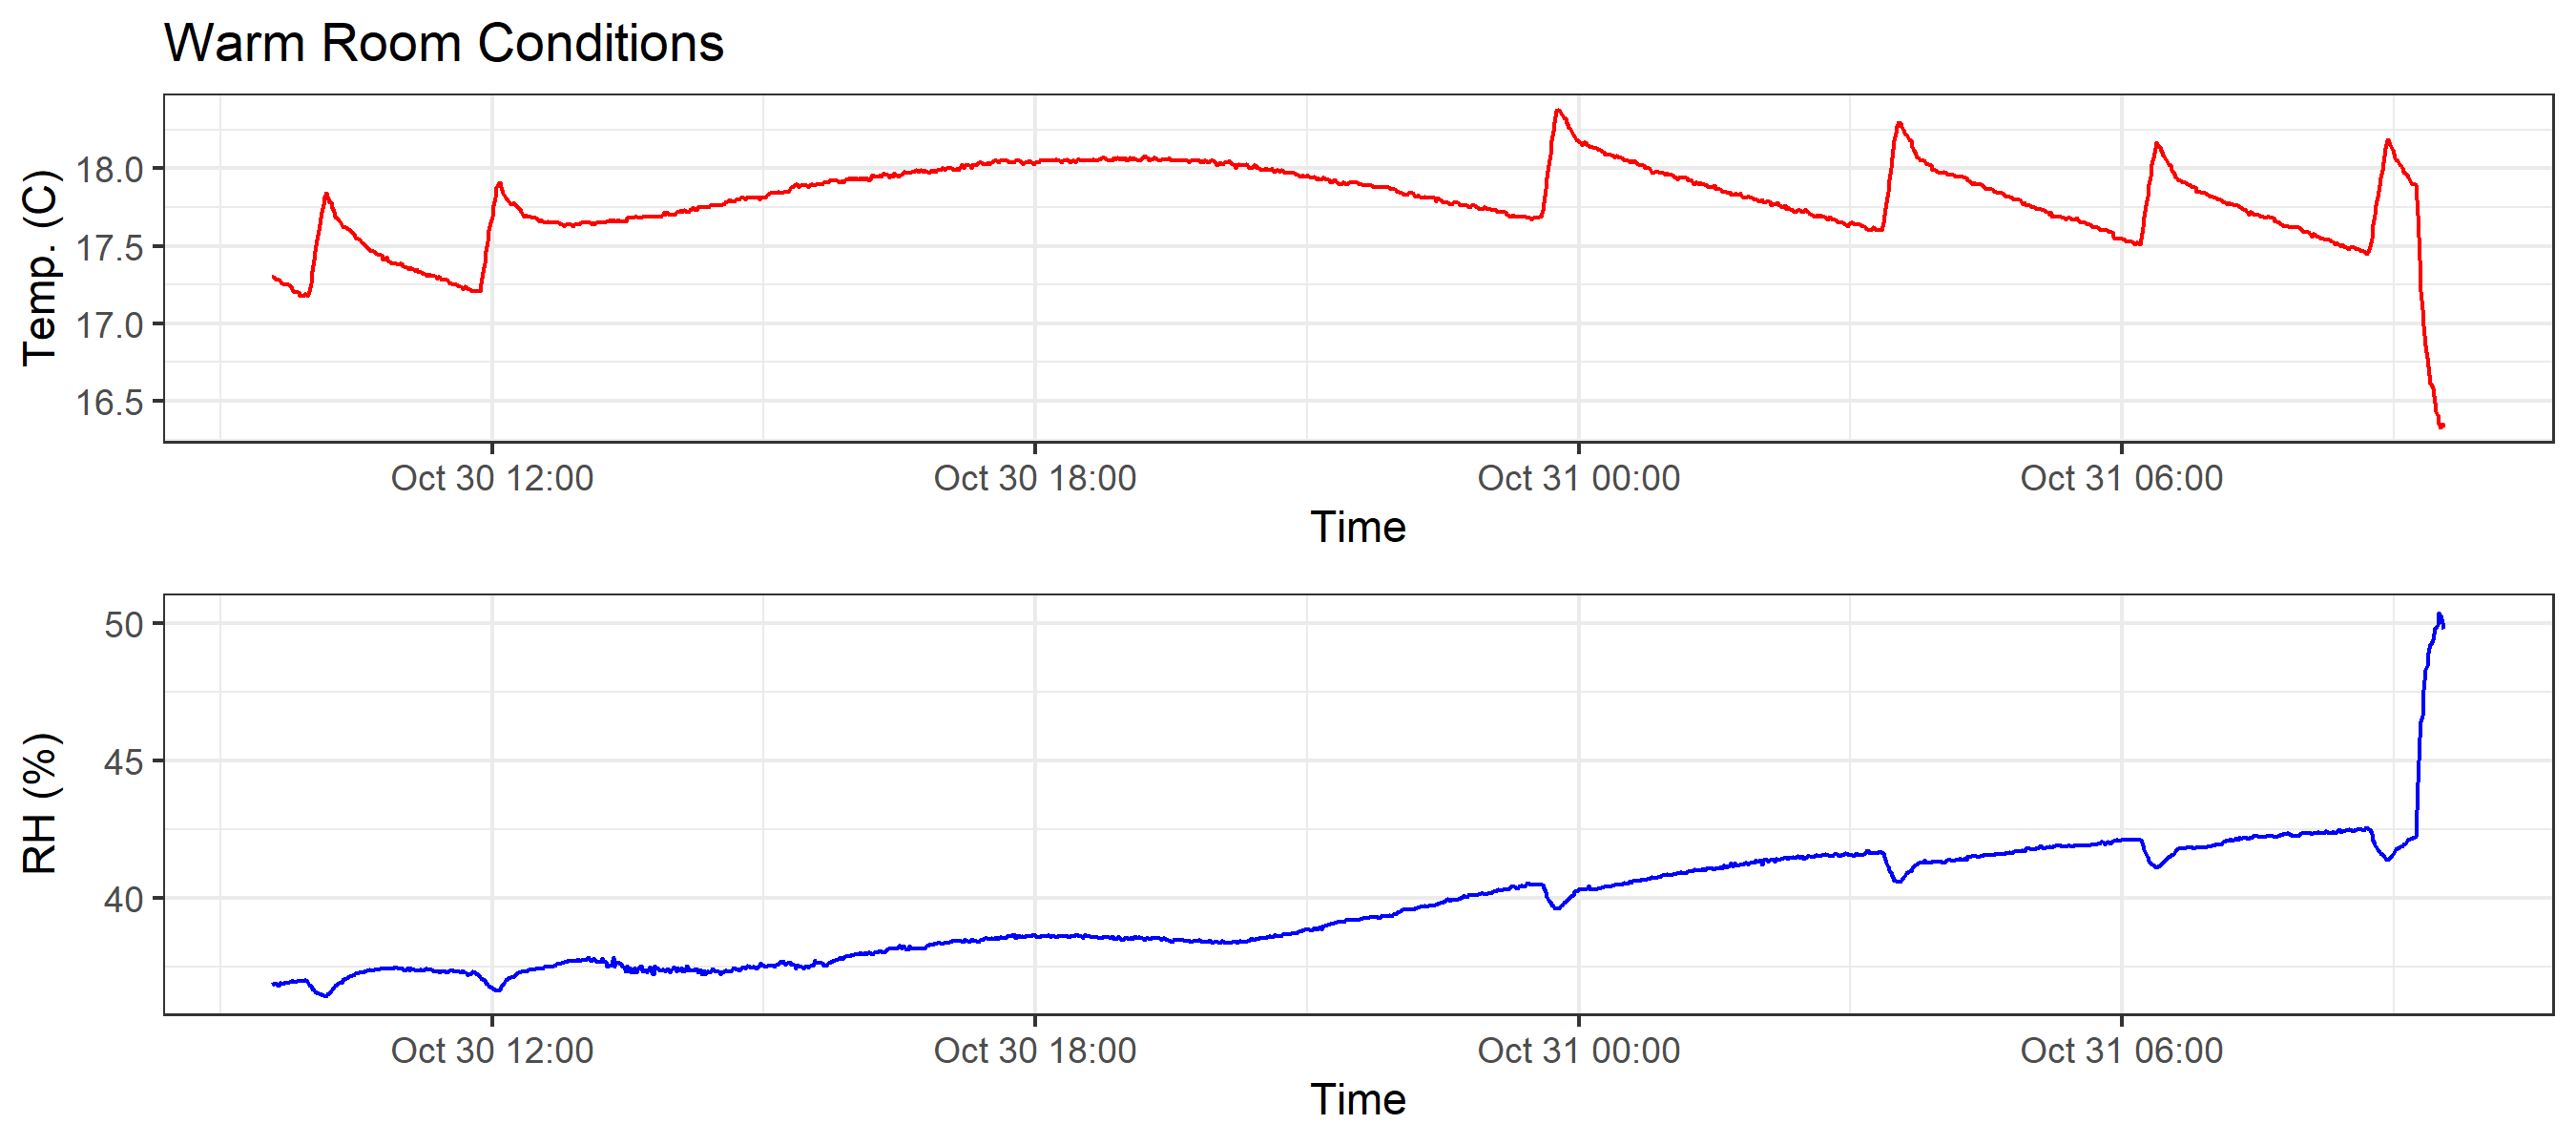 Warm Room Conditions
Temp. (C)
18.0
17.5
17.0
16.5
Oct 30 12:00 Oct 30 18:00 Oct 31 00:00 Oct 31 06:00
Time
RH (%)
50
45
40
Oct 30 12:00 Oct 30 18:00 Oct 31 00:00 Oct 31 06:00
Time